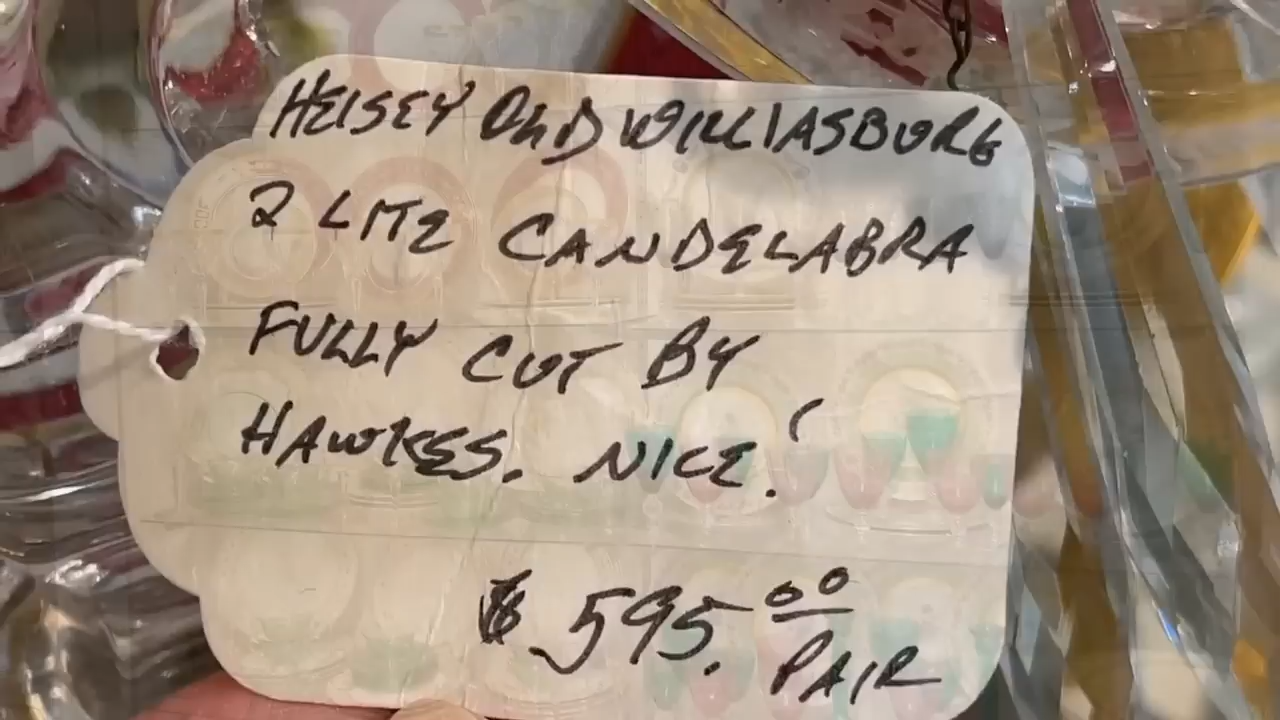 HEISEY OLD WILLIASBURG
2 LITE CANDELABRA
FULLY CUT BY
HAWKES. NICE!
$595.00
PAIR